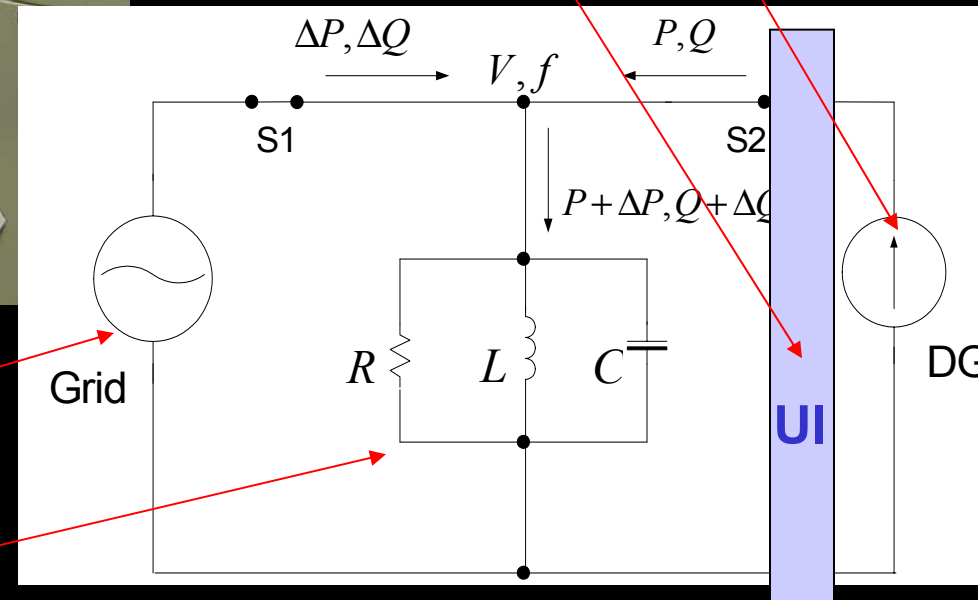 ΔP, ΔQ
P, Q
V, f
S1
S2
P + ΔP, Q + ΔQ
R
L
C
DG
Grid
UI